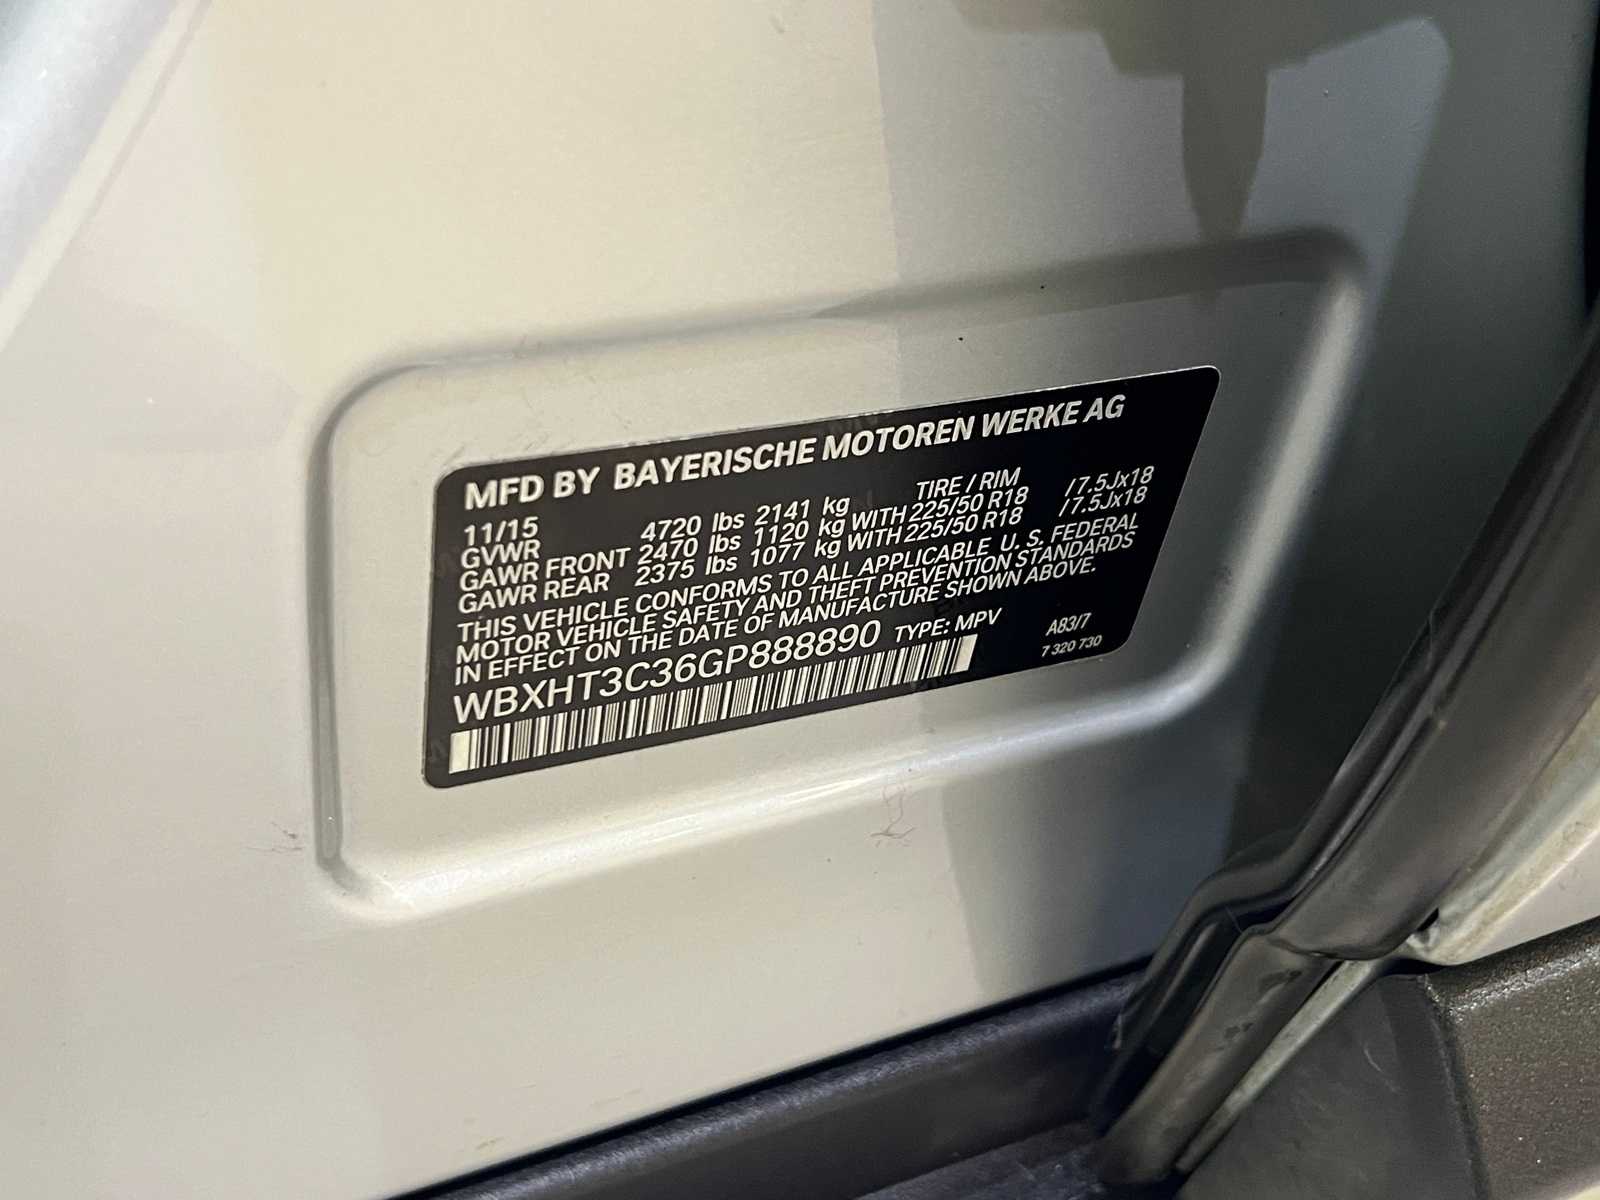 MFD BY BAYERISCHE MOTOREN WERKE AG
11/15 TIRE / RIM
GVWR 4720 lbs 2141 kg
GAWR FRONT 2470 lbs 1120 kg WITH 225/50 R18 /7.5Jx18
GAWR REAR 2375 lbs 1077 kg WITH 225/50 R18 /7.5Jx18
THIS VEHICLE CONFORMS TO ALL APPLICABLE U. S. FEDERAL
MOTOR VEHICLE SAFETY AND THEFT PREVENTION STANDARDS
IN EFFECT ON THE DATE OF MANUFACTURE SHOWN ABOVE.
WBXHT3C36GP888890 TYPE: MPV A83/7
7 320 730